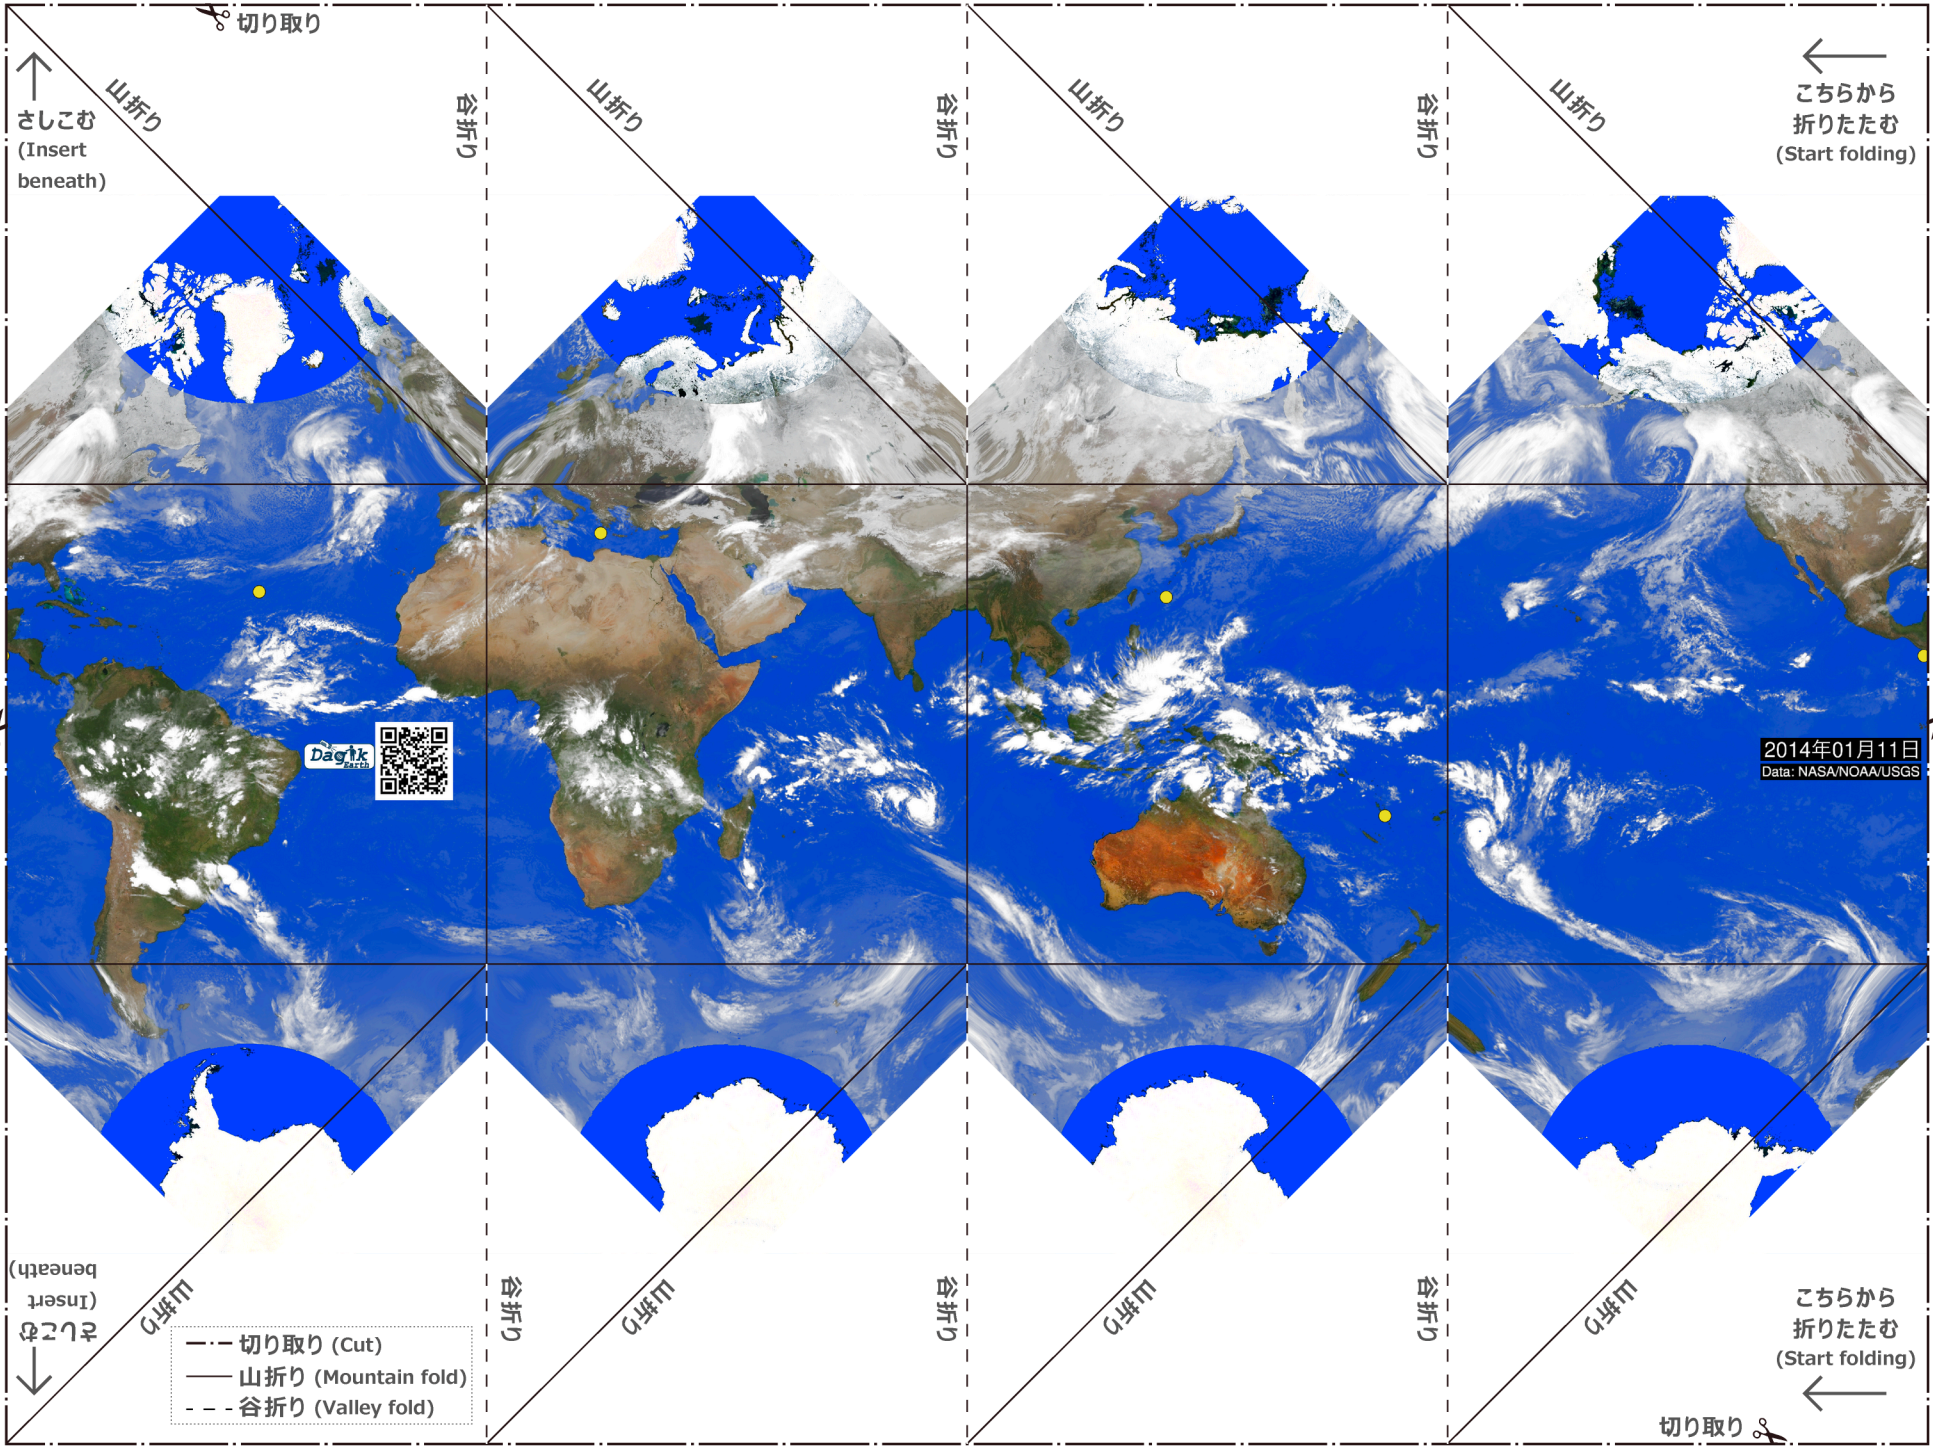 切り取り
さしこむ
(Insert
beneath)
山折り
谷折り
山折り
谷折り
山折り
谷折り
山折り
こちらから
折りたたむ
(Start folding)
Dagik
Earth
2014年01月11日
Data: NASA/NOAA/USGS
さしこむ
(Insert
beneath)
山折り
谷折り
山折り
谷折り
山折り
谷折り
山折り
こちらから
折りたたむ
(Start folding)
切り取り (Cut)
山折り (Mountain fold)
谷折り (Valley fold)
切り取り